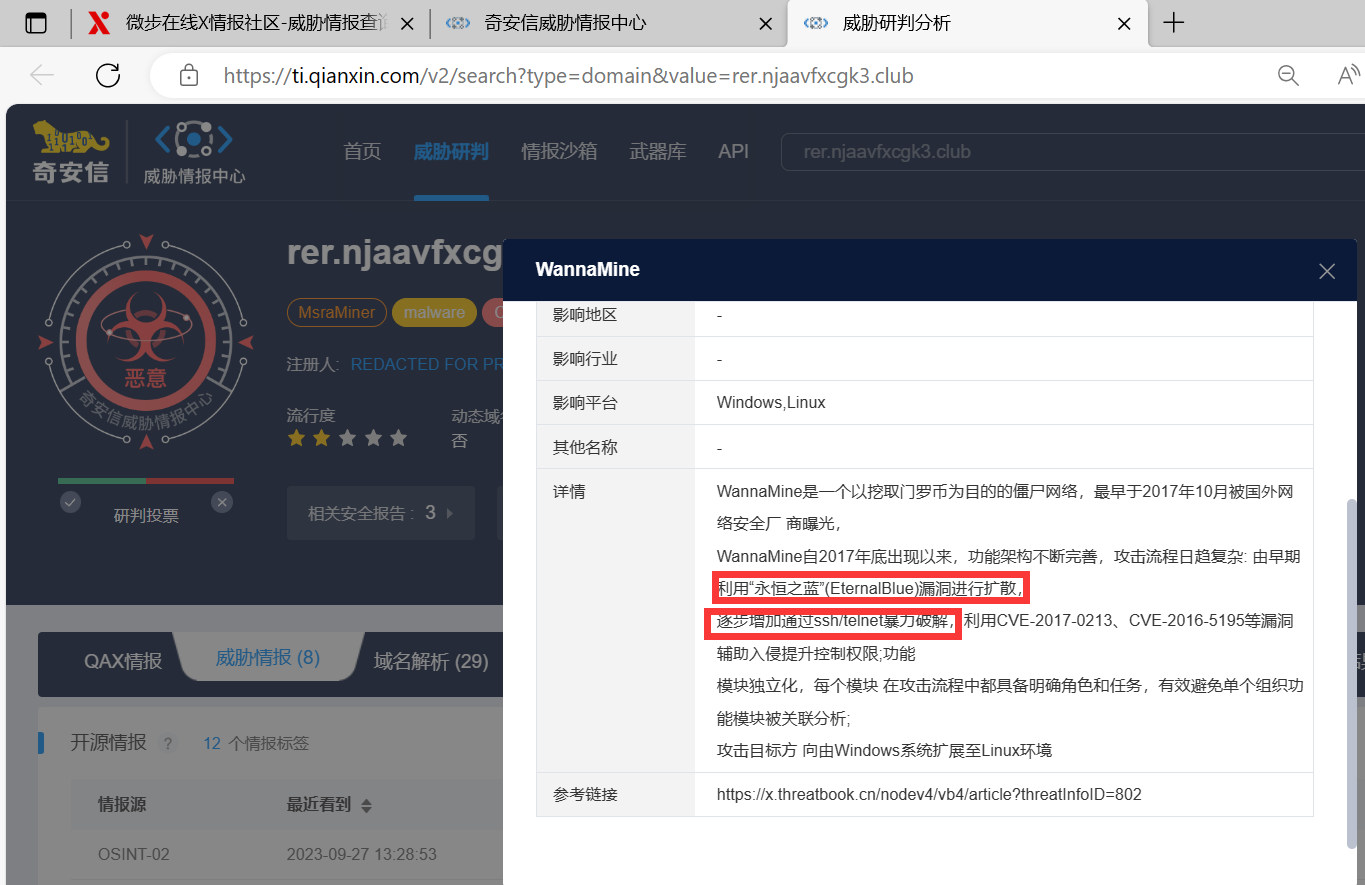 微步在线X情报社区-威胁情报查询
奇安信威胁情报中心
威胁研判分析
https://ti.qianxin.com/v2/search?type=domain&value=rer.njaavfxcgk3.club
奇安信
威胁情报中心
首页
威胁研判
情报沙箱
武器库
API
rer.njaavfxcgk3.club
恶意
奇安信威胁情报中心
研判投票
rer.njaavfxcg
MsraMiner
malware
C
注册人:
REDACTED FOR PR
流行度
动态域
否
相关安全报告 : 3
WannaMine
影响地区 -
影响行业 -
影响平台 Windows,Linux
其他名称 -
详情
WannaMine是一个以挖取门罗币为目的的僵尸网络，最早于2017年10月被国外网
络安全厂 商曝光，
WannaMine自2017年底出现以来，功能架构不断完善，攻击流程日趋复杂: 由早期
利用“永恒之蓝”(EternalBlue)漏洞进行扩散，
逐步增加通过ssh/telnet暴力破解，利用CVE-2017-0213、CVE-2016-5195等漏洞
辅助入侵提升控制权限;功能
模块独立化，每个模块 在攻击流程中都具备明确角色和任务，有效避免单个组织功
能模块被关联分析;
攻击目标方 向由Windows系统扩展至Linux环境
参考链接 https://x.threatbook.cn/nodev4/vb4/article?threatInfoID=802
QAX情报
威胁情报 (8)
域名解析 (29)
开源情报 ?
12 个情报标签
情报源
最近看到
OSINT-02
2023-09-27 13:28:53